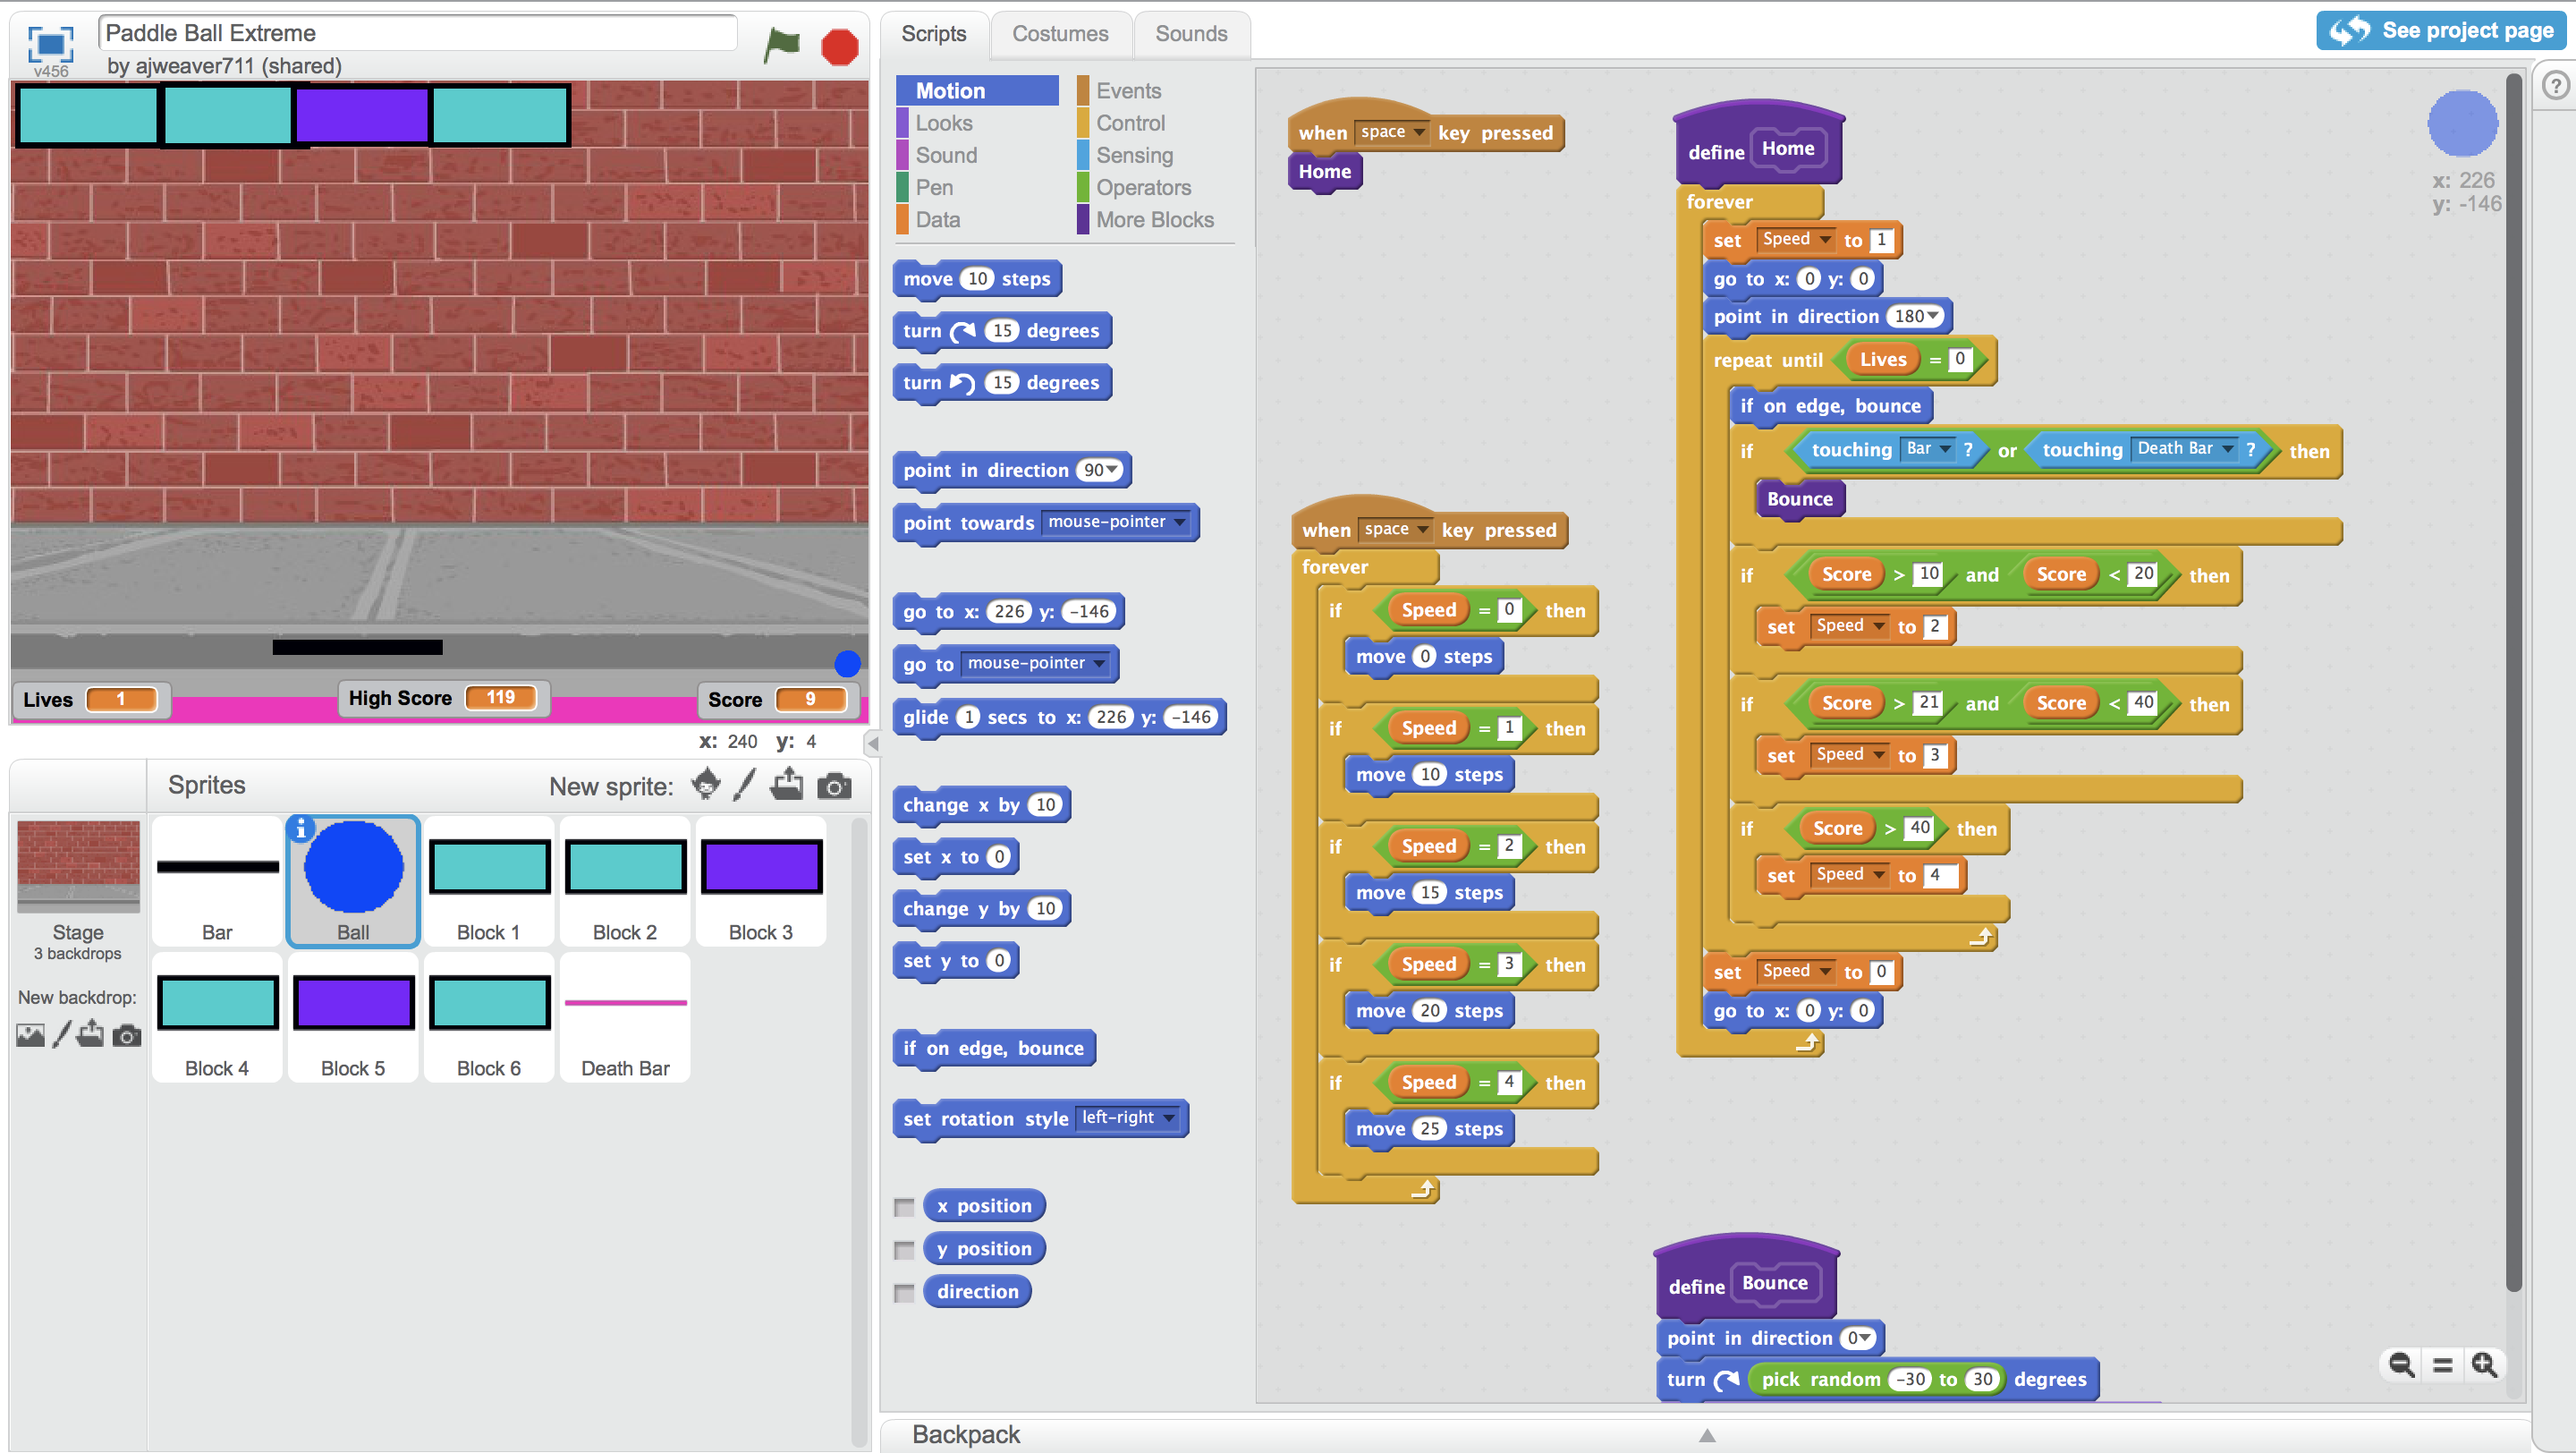 Paddle Ball Extreme
by ajweaver711 (shared)
v456
Lives 1
High Score 119
Score 9
x: 240 y: 4
Sprites
New sprite:
Stage
3 backdrops
New backdrop:
Bar
Ball
Block 1
Block 2
Block 3
Block 4
Block 5
Block 6
Death Bar
Scripts
Costumes
Sounds
See project page
Motion
Looks
Sound
Pen
Data
Events
Control
Sensing
Operators
More Blocks
move 10 steps
turn 15 degrees
turn 15 degrees
point in direction 90
point towards mouse-pointer
go to x: 226 y: -146
go to mouse-pointer
glide 1 secs to x: 226 y: -146
change x by 10
set x to 0
change y by 10
set y to 0
if on edge, bounce
set rotation style left-right
x position
y position
direction
when space key pressed
Home
when space key pressed
forever
if Speed = 0 then
move 0 steps
if Speed = 1 then
move 10 steps
if Speed = 2 then
move 15 steps
if Speed = 3 then
move 20 steps
if Speed = 4 then
move 25 steps
define Home
forever
set Speed to 1
go to x: 0 y: 0
point in direction 180
repeat until Lives = 0
if on edge, bounce
if touching Bar ? or touching Death Bar ? then
Bounce
if Score > 10 and Score < 20 then
set Speed to 2
if Score > 21 and Score < 40 then
set Speed to 3
if Score > 40 then
set Speed to 4
set Speed to 0
go to x: 0 y: 0
define Bounce
point in direction 0
turn pick random -30 to 30 degrees
x: 226
y: -146
?
Backpack